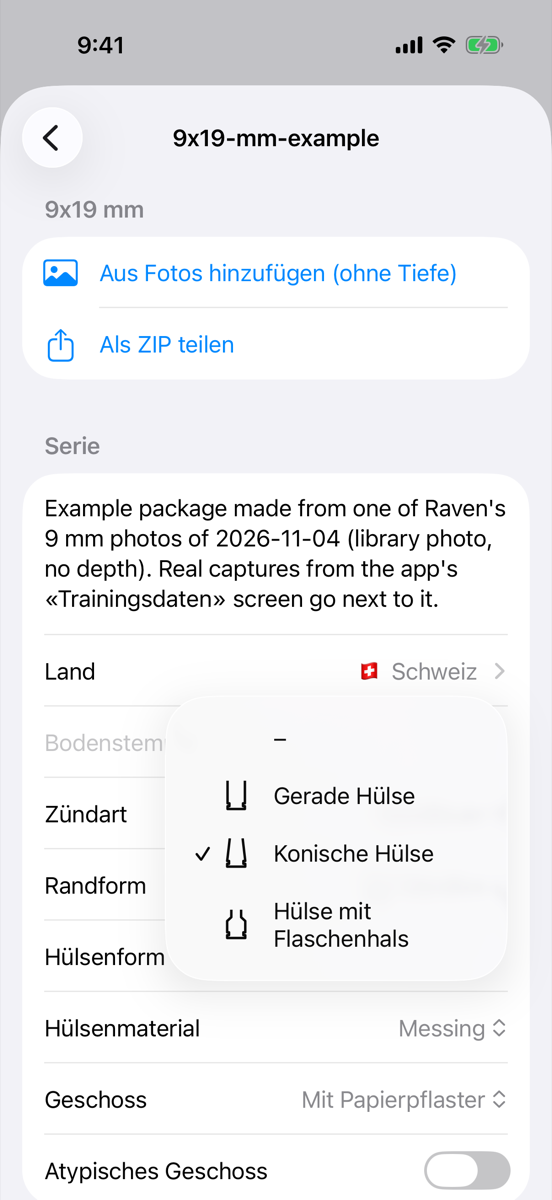 9:41
9x19-mm-example
9x19 mm
Aus Fotos hinzufügen (ohne Tiefe)
Als ZIP teilen
Serie
Example package made from one of Raven's
9 mm photos of 2026-11-04 (library photo,
no depth). Real captures from the app's
«Trainingsdaten» screen go next to it.
Land
Schweiz
–
Zündart
Gerade Hülse
Konische Hülse
Randform
Hülse mit
Flaschenhals
Hülsenform
Hülsenmaterial
Messing
Geschoss
Mit Papierpflaster
Atypisches Geschoss